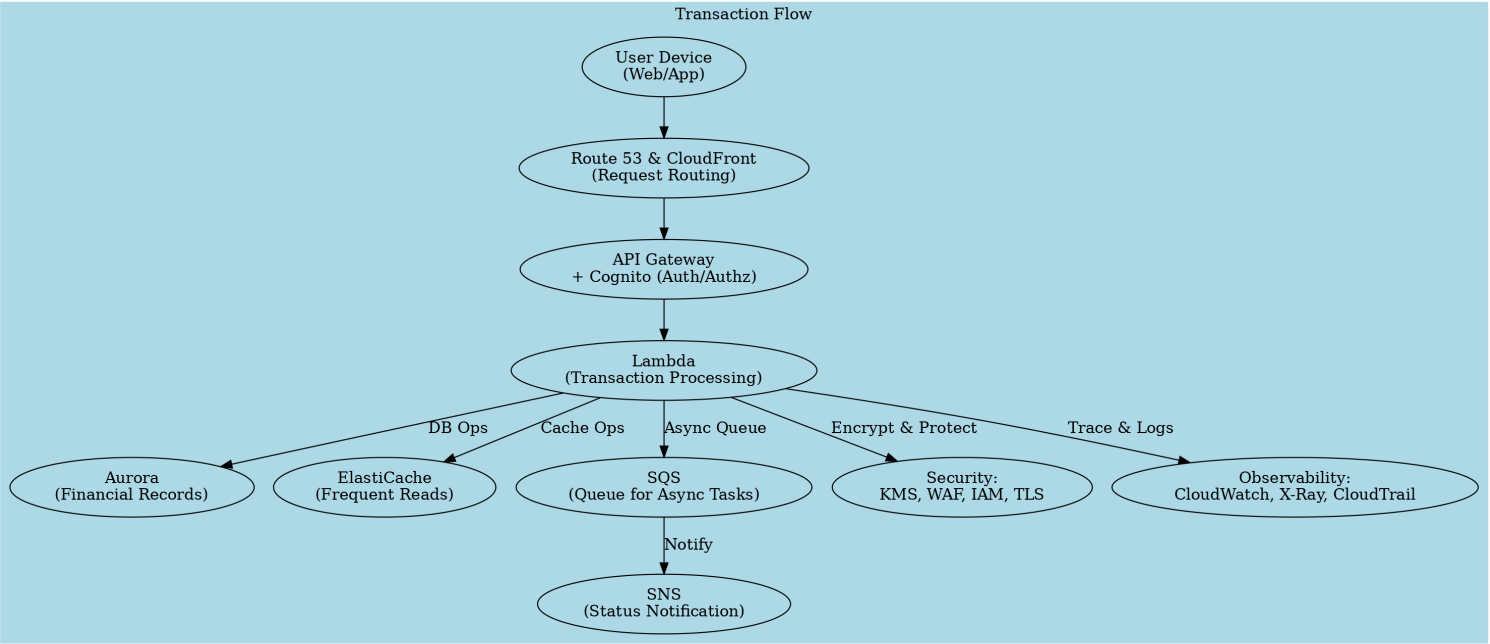 Transaction Flow
User Device
(Web/App)
Route 53 & CloudFront
(Request Routing)
API Gateway
+ Cognito (Auth/Authz)
Lambda
(Transaction Processing)
DB Ops
Cache Ops
Async Queue
Encrypt & Protect
Trace & Logs
Aurora
(Financial Records)
ElastiCache
(Frequent Reads)
SQS
(Queue for Async Tasks)
Security:
KMS, WAF, IAM, TLS
Observability:
CloudWatch, X-Ray, CloudTrail
Notify
SNS
(Status Notification)